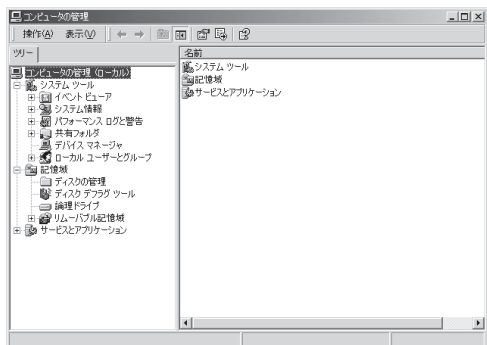 コンピュータの管理
操作(A) 表示(V)
ツリー
コンピュータの管理 (ローカル)
システム ツール
イベント ビューア
システム情報
パフォーマンス ログと警告
共有フォルダ
デバイス マネージャ
ローカル ユーザーとグループ
記憶域
ディスクの管理
ディスク デフラグ ツール
論理ドライブ
リムーバブル記憶域
サービスとアプリケーション
名前
システム ツール
記憶域
サービスとアプリケーション